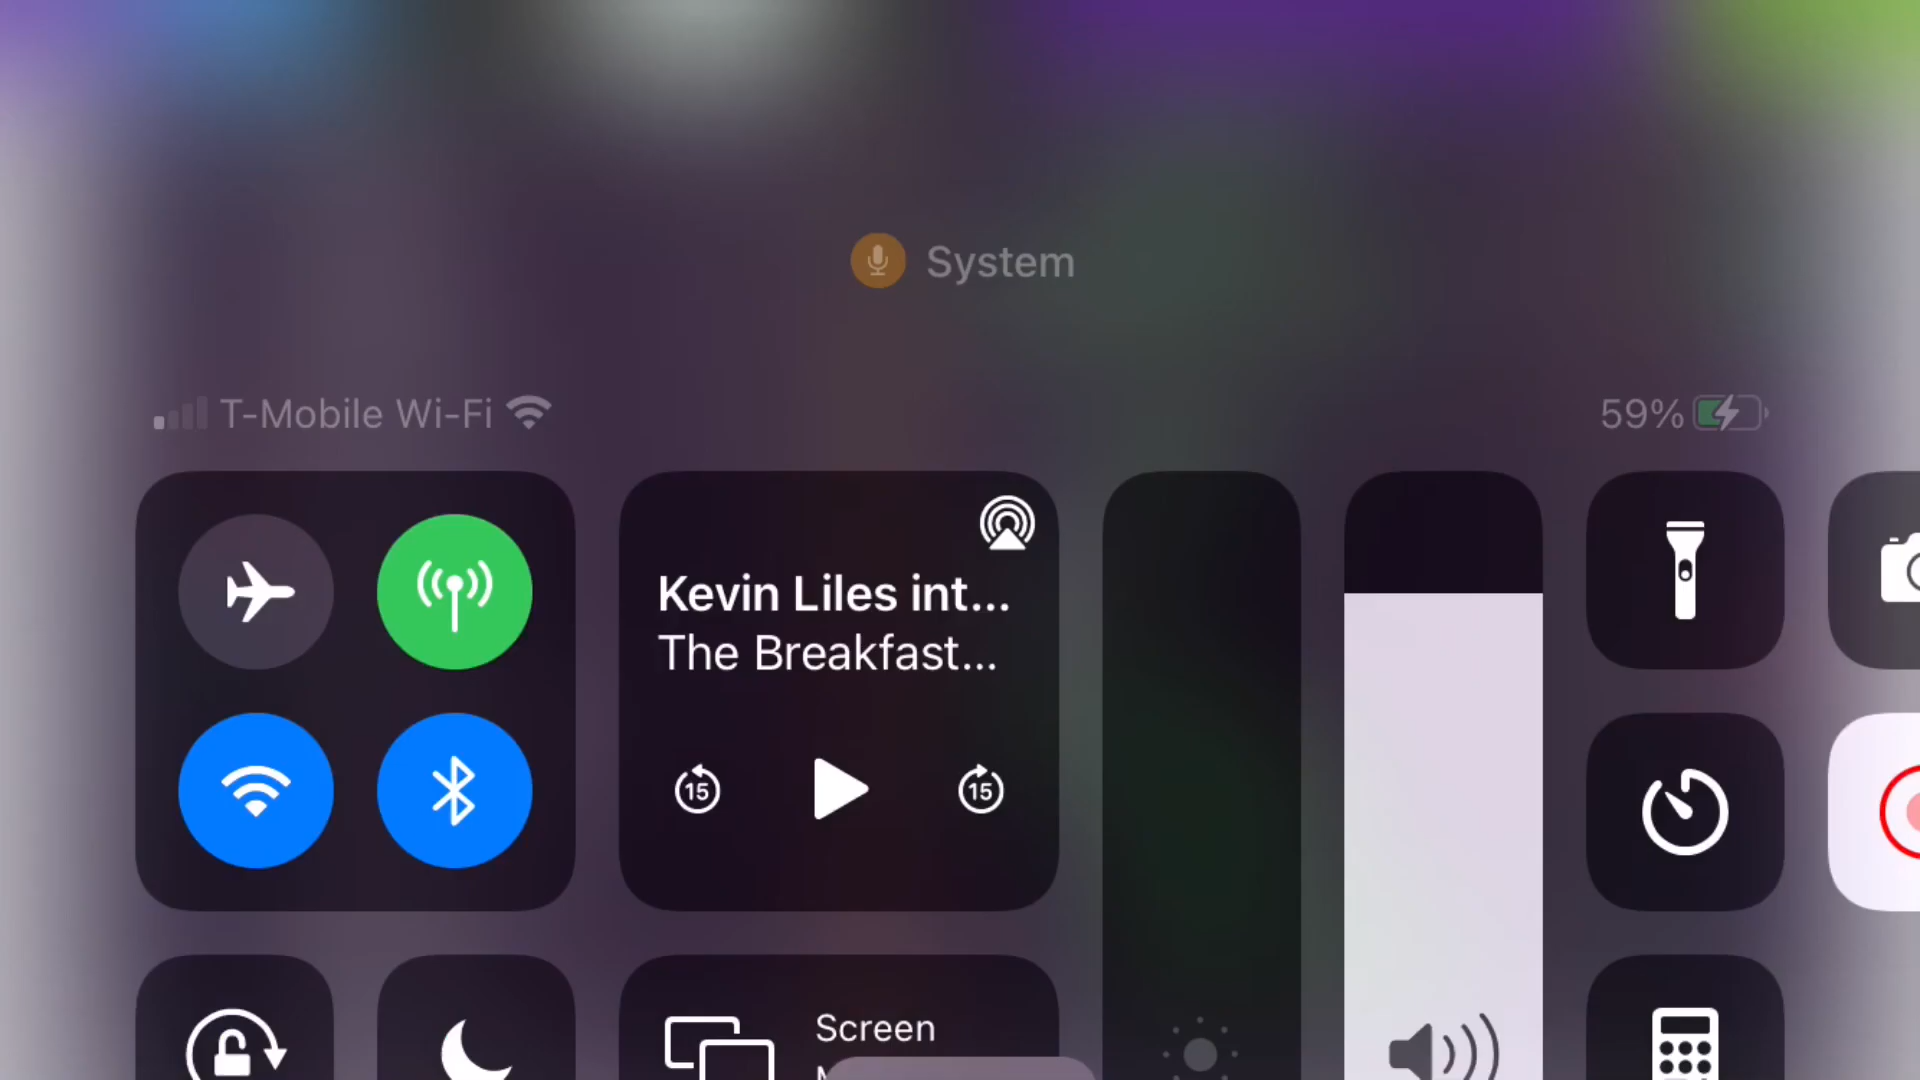 System
T-Mobile Wi-Fi
59%
Kevin Liles int...
The Breakfast...
15
15
Screen